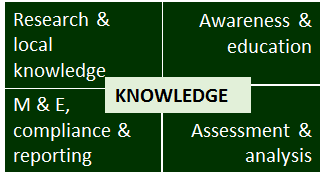 Research &
local
knowledge
Awareness &
education
KNOWLEDGE
M & E,
compliance &
reporting
Assessment &
analysis